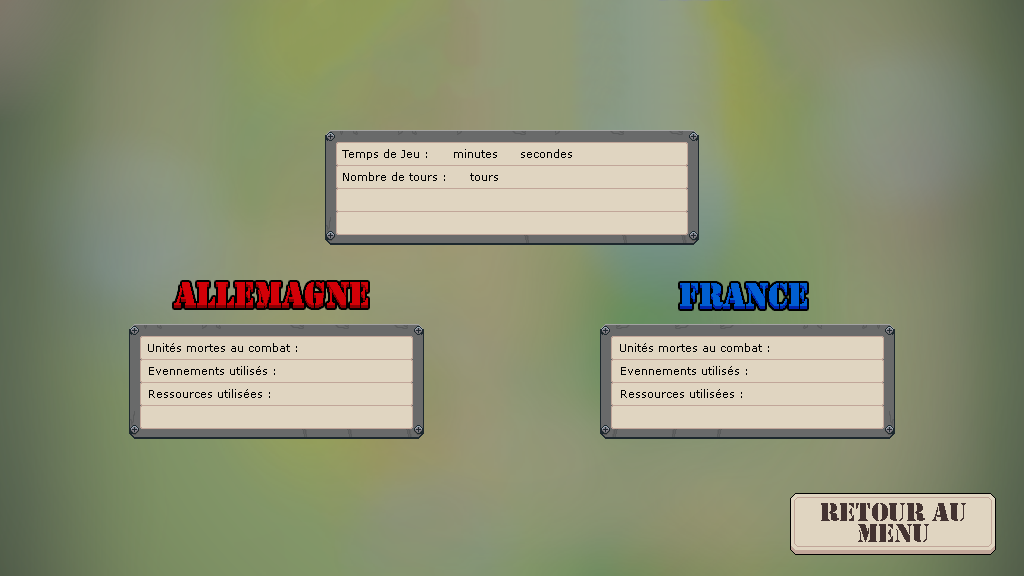 Temps de Jeu : minutes secondes
Nombre de tours : tours
ALLEMAGNE
Unités mortes au combat :
Evennements utilisés :
Ressources utilisées :
FRANCE
Unités mortes au combat :
Evennements utilisés :
Ressources utilisées :
RETOUR AU
MENU